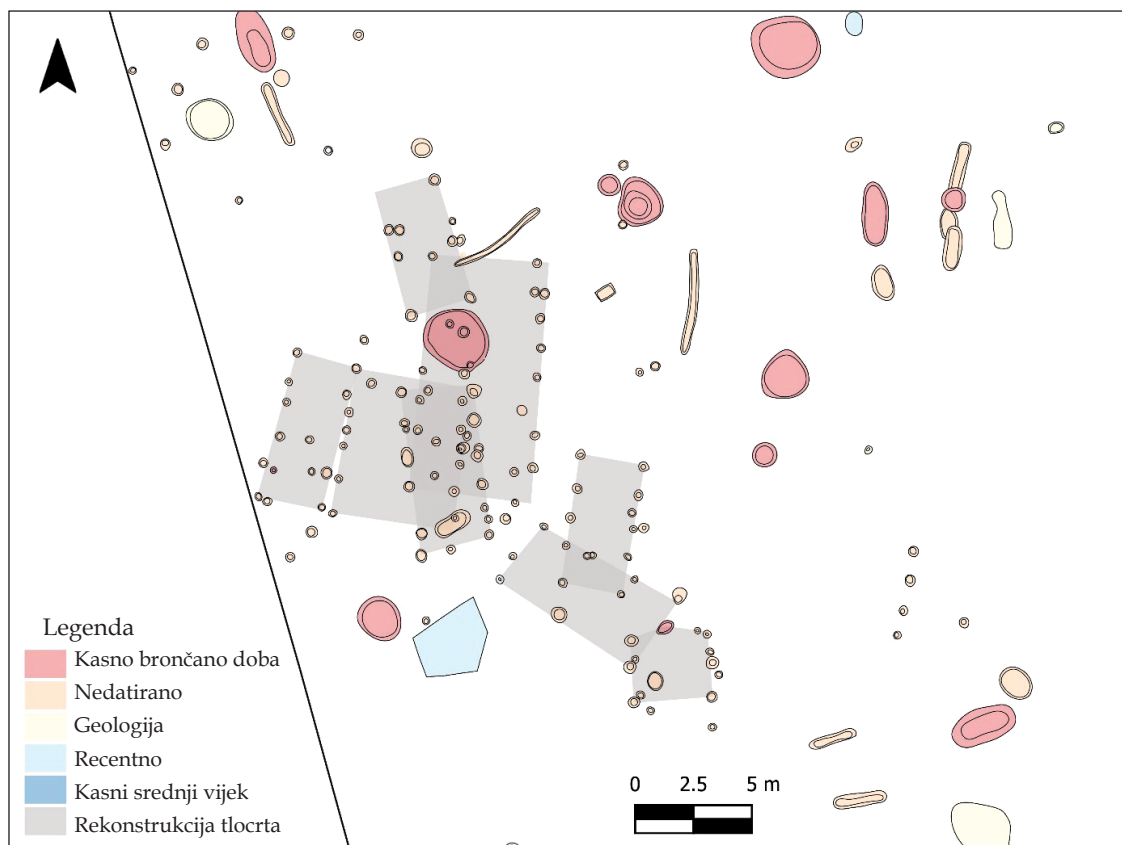 Legenda
Kasno brončano doba
Nedatirano
Geologija
Recentno
Kasni srednji vijek
Rekonstrukcija tlocrta
0 2.5 5 m